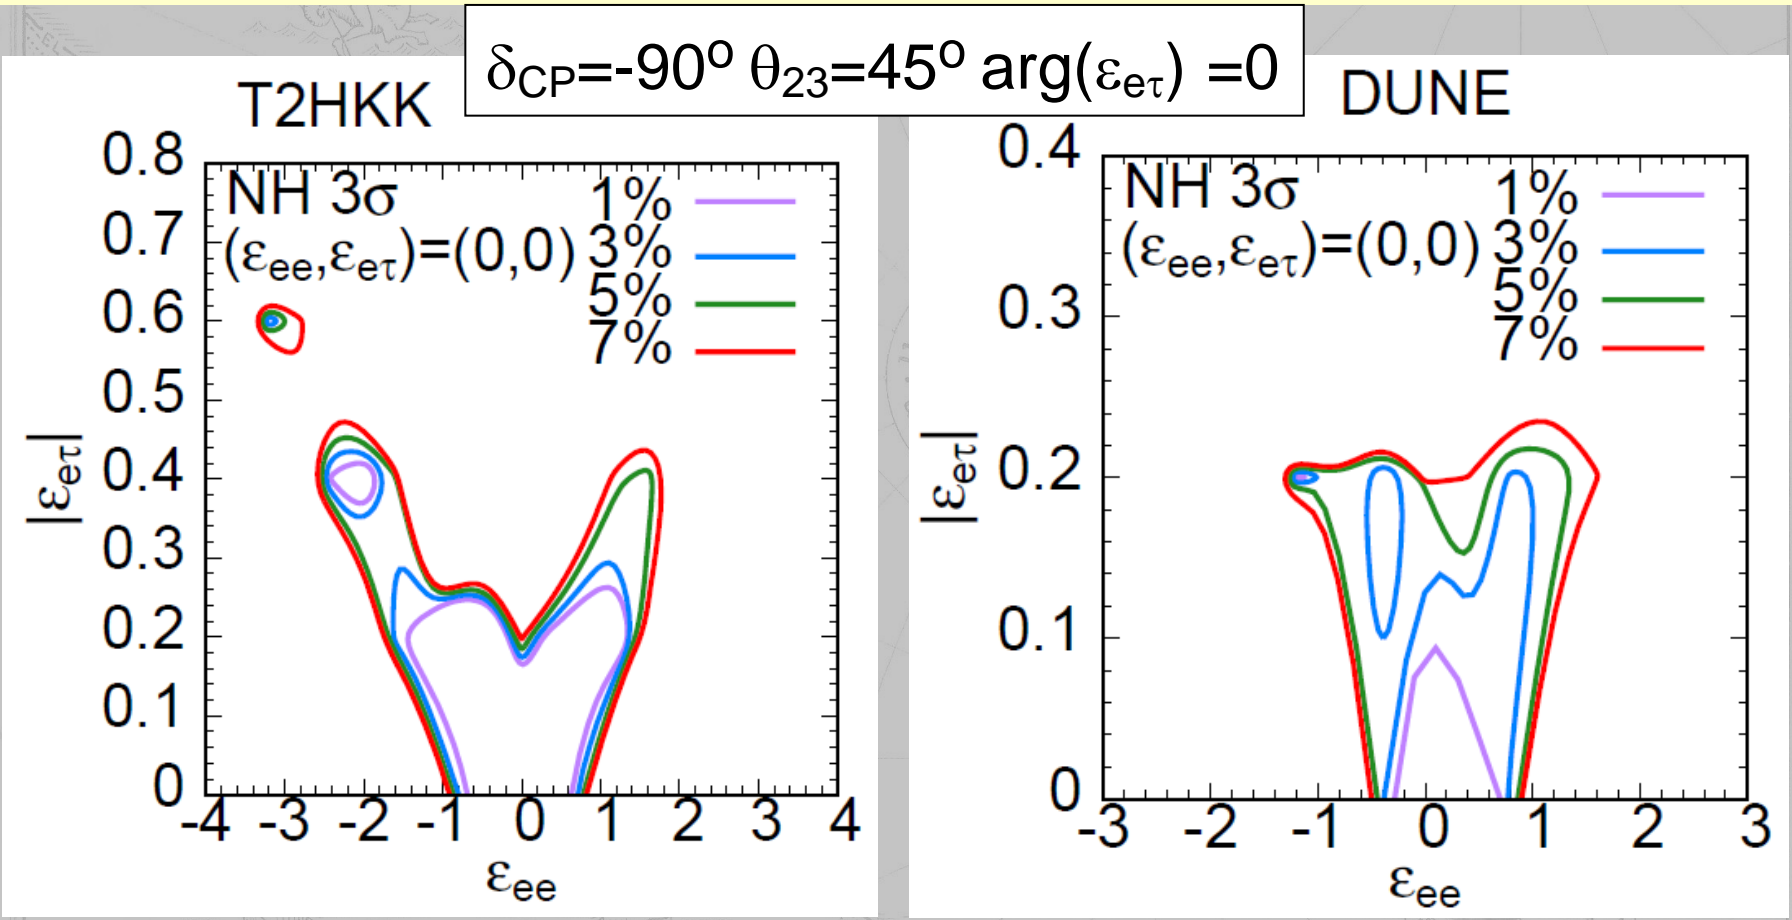 δCP=-90º θ23=45º arg(εeτ) =0
T2HKK
NH 3σ
(εee,εeτ)=(0,0)
1%
3%
5%
7%
0.8
0.7
0.6
0.5
0.4
0.3
0.2
0.1
0
|εeτ|
-4 -3 -2 -1 0 1 2 3 4
εee
DUNE
NH 3σ
(εee,εeτ)=(0,0)
1%
3%
5%
7%
0.4
0.3
0.2
0.1
0
|εeτ|
-3 -2 -1 0 1 2 3
εee